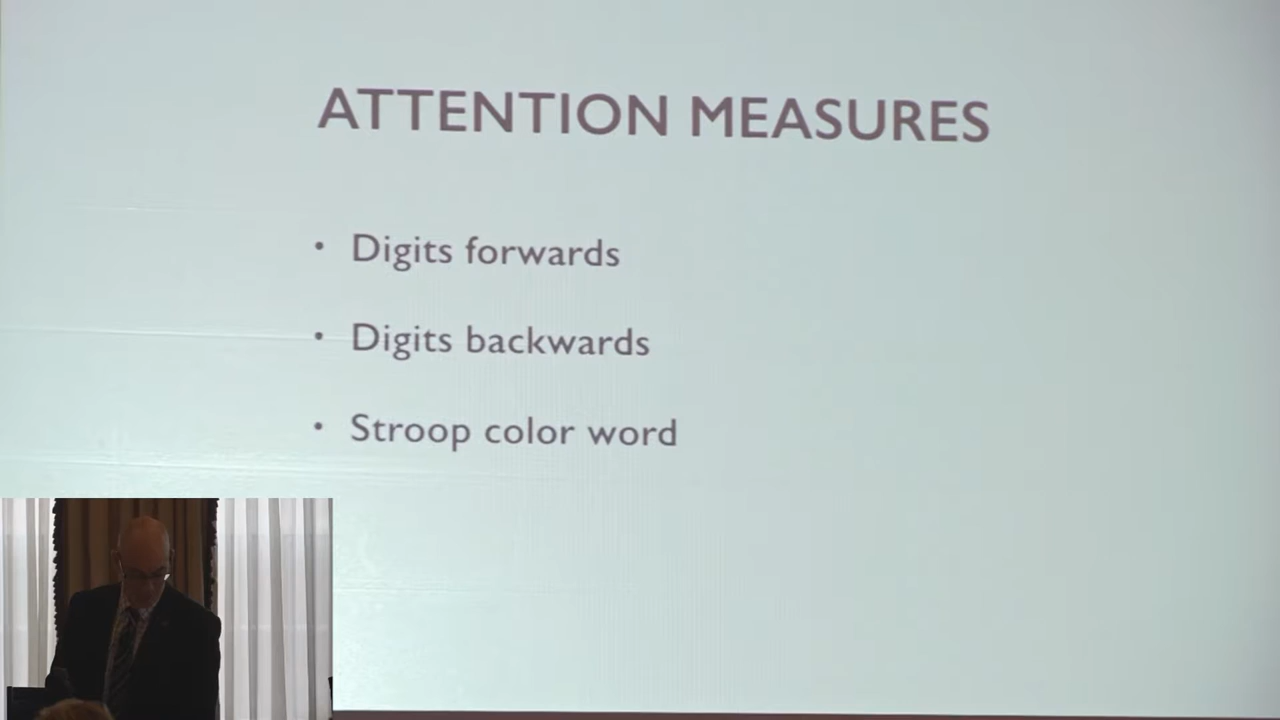 ATTENTION MEASURES
• Digits forwards
• Digits backwards
• Stroop color word